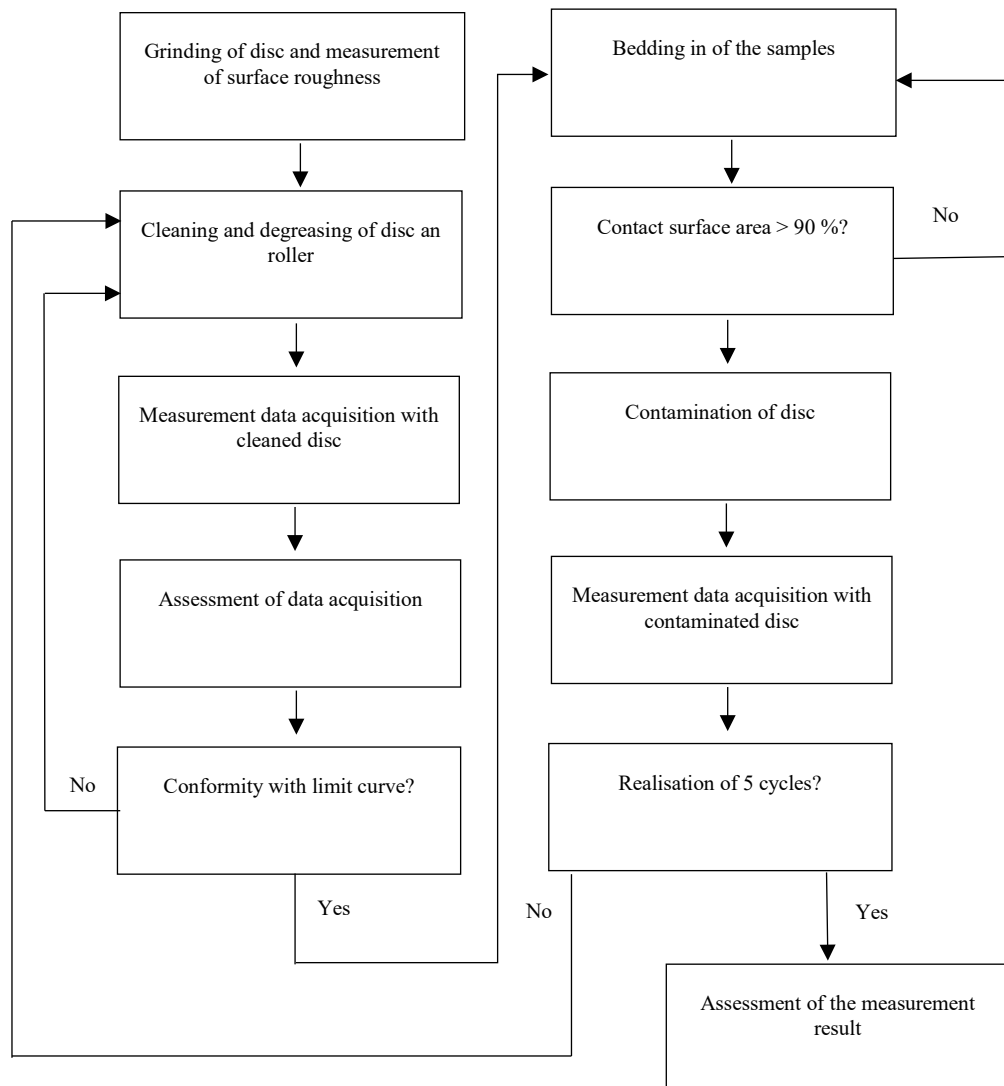 Grinding of disc and measurement
of surface roughness
Cleaning and degreasing of disc an
roller
Measurement data acquisition with
cleaned disc
Assessment of data acquisition
No
Conformity with limit curve?
Yes
Bedding in of the samples
Contact surface area > 90 %?
No
Contamination of disc
Measurement data acquisition with
contaminated disc
Realisation of 5 cycles?
No
Yes
Assessment of the measurement
result